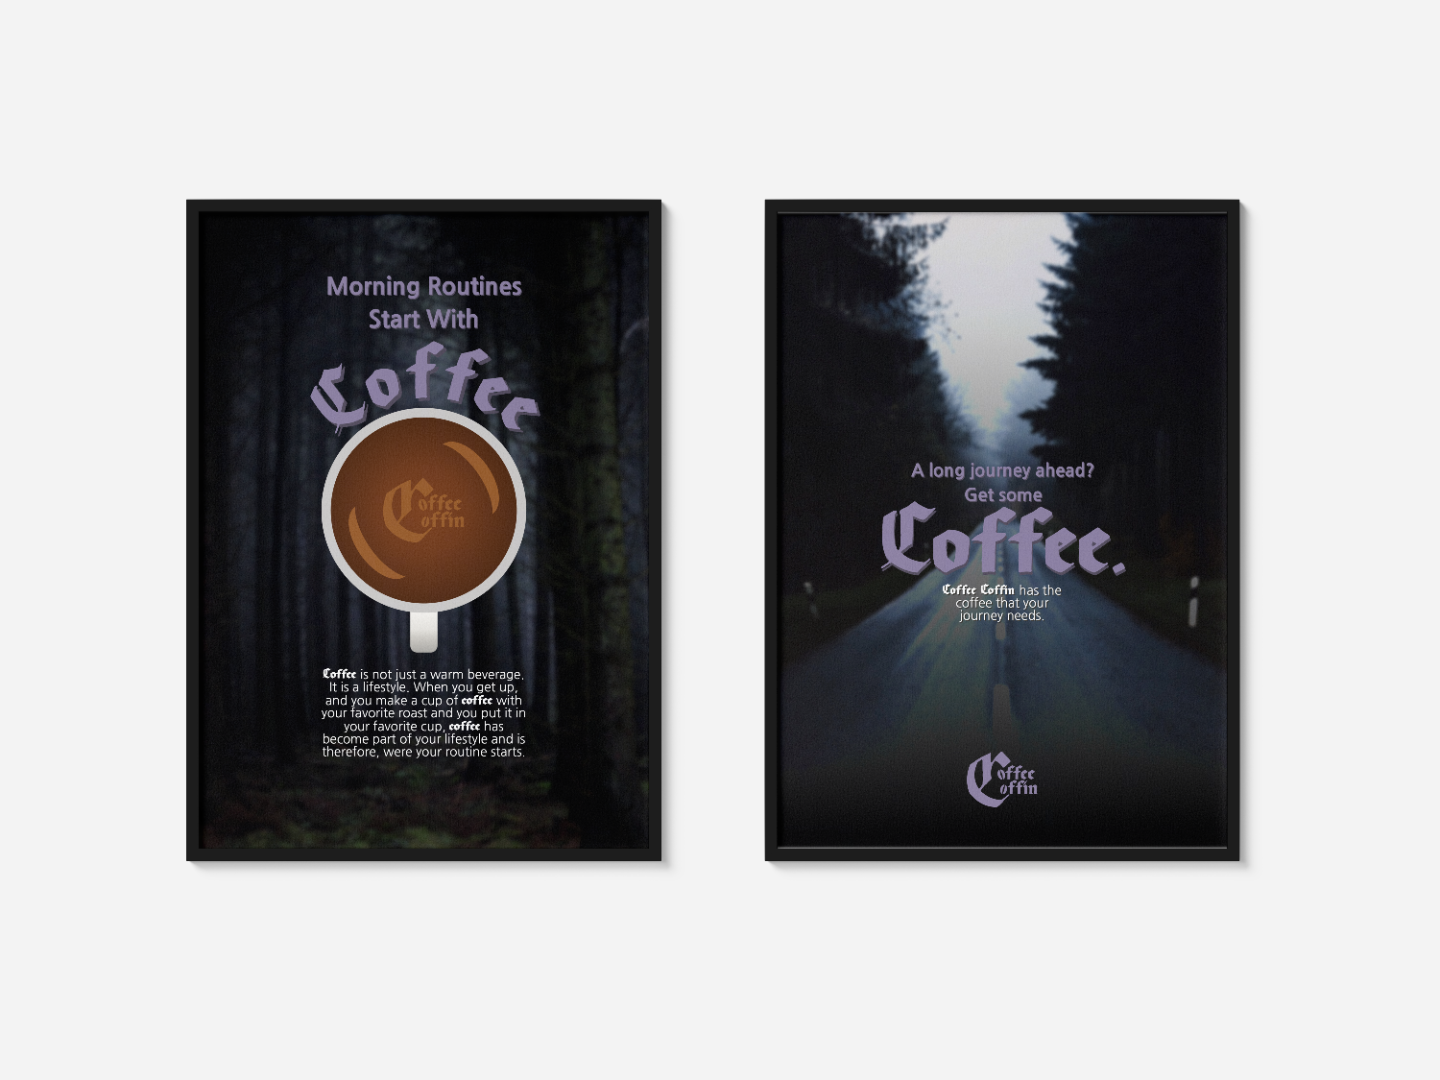 Morning Routines
Start With
Coffee
Coffee
Coffin
Coffee is not just a warm beverage.
It is a lifestyle. When you get up,
and you make a cup of coffee with
your favorite roast and you put it in
your favorite cup, coffee has
become part of your lifestyle and is
therefore, were your routine starts.
A long journey ahead?
Get some
Coffee.
Coffee Coffin has the
coffee that your
journey needs.
Coffee
Coffin